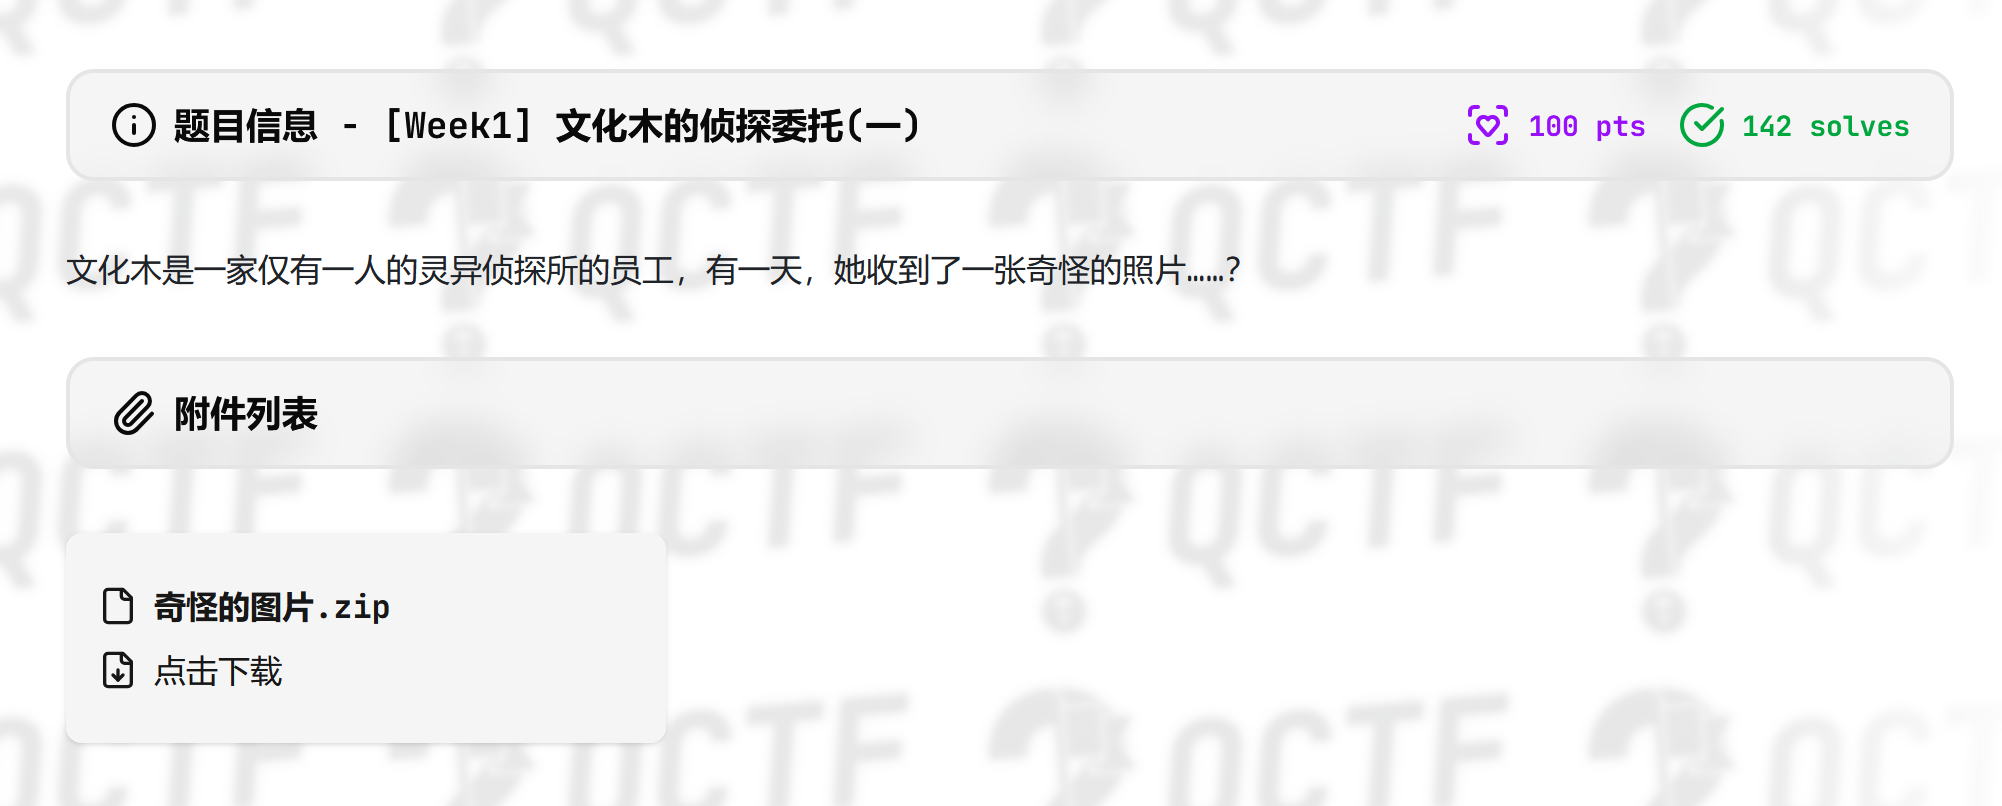 题目信息 - [Week1] 文化木的侦探委托(一)
100 pts
142 solves
文化木是一家仅有一人的灵异侦探所的员工，有一天，她收到了一张奇怪的照片……?
附件列表
奇怪的图片.zip
点击下载
QCTF